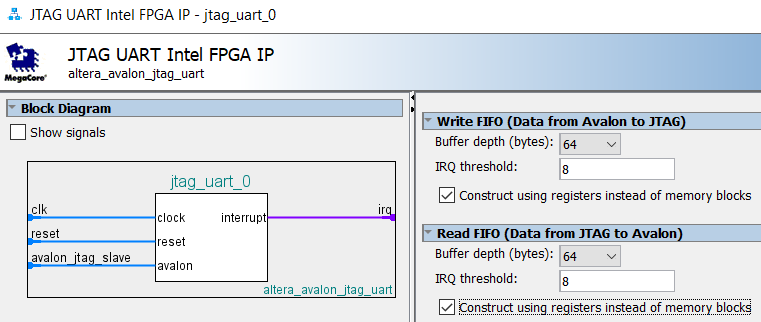 JTAG UART Intel FPGA IP - jtag_uart_0
JTAG UART Intel FPGA IP
altera_avalon_jtag_uart
MegaCore®
Block Diagram
Show signals
jtag_uart_0
clk
clock
interrupt
irq
reset
reset
avalon_jtag_slave
avalon
altera_avalon_jtag_uart
Write FIFO (Data from Avalon to JTAG)
Buffer depth (bytes): 64
IRQ threshold: 8
Construct using registers instead of memory blocks
Read FIFO (Data from JTAG to Avalon)
Buffer depth (bytes): 64
IRQ threshold: 8
Construct using registers instead of memory blocks